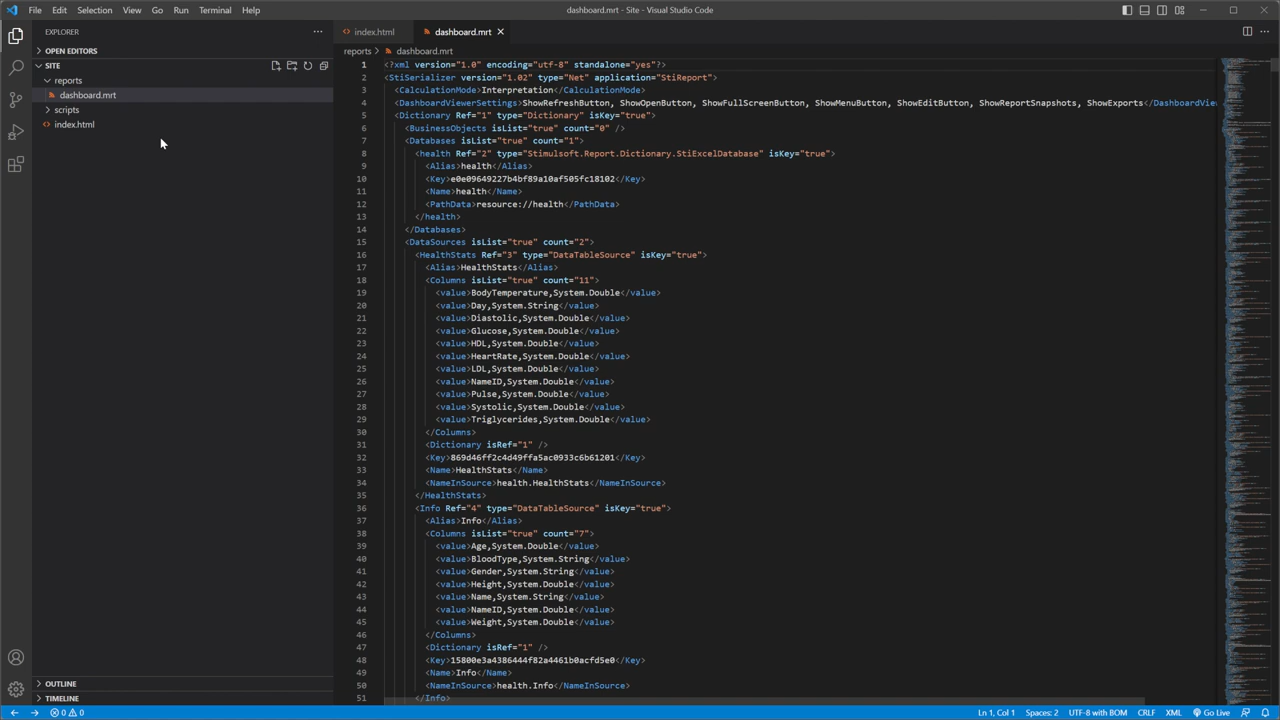 File Edit Selection View Go Run Terminal Help
dashboard.mrt - Site - Visual Studio Code
EXPLORER
OPEN EDITORS
SITE
reports
dashboard.mrt
scripts
index.html
OUTLINE
TIMELINE
index.html dashboard.mrt
reports > dashboard.mrt
1 <?xml version="1.0" encoding="utf-8" standalone="yes"?>
2 <StiSerializer version="1.02" type="Net" application="StiReport">
3 <CalculationMode>Interpretation</CalculationMode>
4 <DashboardViewerSettings>ShowRefreshButton, ShowOpenButton, ShowFullScreenButton, ShowMenuButton, ShowEditButton, ShowReportSnapshots, ShowExports</DashboardView
5 <Dictionary Ref="1" type="Dictionary" isKey="true">
6 <BusinessObjects isList="true" count="0" />
7 <Databases isList="true" count="1">
8 <health Ref="2" type="Stimulsoft.Report.Dictionary.StiExcelDatabase" isKey="true">
9 <Alias>health</Alias>
10 <Key>e0e09649227b4bf89a10af505fc18102</Key>
11 <Name>health</Name>
12 <PathData>resource://health</PathData>
13 </health>
14 </Databases>
15 <DataSources isList="true" count="2">
16 <HealthStats Ref="3" type="DataTableSource" isKey="true">
17 <Alias>HealthStats</Alias>
18 <Columns isList="true" count="11">
19 <value>BodyTemperature,System.Double</value>
20 <value>Day,System.String</value>
21 <value>Diastolic,System.Double</value>
22 <value>Glucose,System.Double</value>
23 <value>HDL,System.Double</value>
24 <value>HeartRate,System.Double</value>
25 <value>LDL,System.Double</value>
26 <value>NameID,System.Double</value>
27 <value>Pulse,System.Double</value>
28 <value>Systolic,System.Double</value>
29 <value>Triglycerides,System.Double</value>
30 </Columns>
31 <Dictionary isRef="1" />
32 <Key>869d46ff2c4d49ffa5ac0933c6b61201</Key>
33 <Name>HealthStats</Name>
34 <NameInSource>health.HealthStats</NameInSource>
35 </HealthStats>
36 <Info Ref="4" type="DataTableSource" isKey="true">
37 <Alias>Info</Alias>
38 <Columns isList="true" count="7">
39 <value>Age,System.Double</value>
40 <value>BloodType,System.String</value>
41 <value>Gender,System.String</value>
42 <value>Height,System.Double</value>
43 <value>Name,System.String</value>
44 <value>NameID,System.Double</value>
45 <value>Weight,System.Double</value>
46 </Columns>
47 <Dictionary isRef="1" />
48 <Key>15800e3a4386444f82a4461b0acfd5e0</Key>
49 <Name>Info</Name>
50 <NameInSource>health.Info</NameInSource>
51 </Info>
0 0
Ln 1, Col 1 Spaces: 2 UTF-8 with BOM CRLF XML Go Live